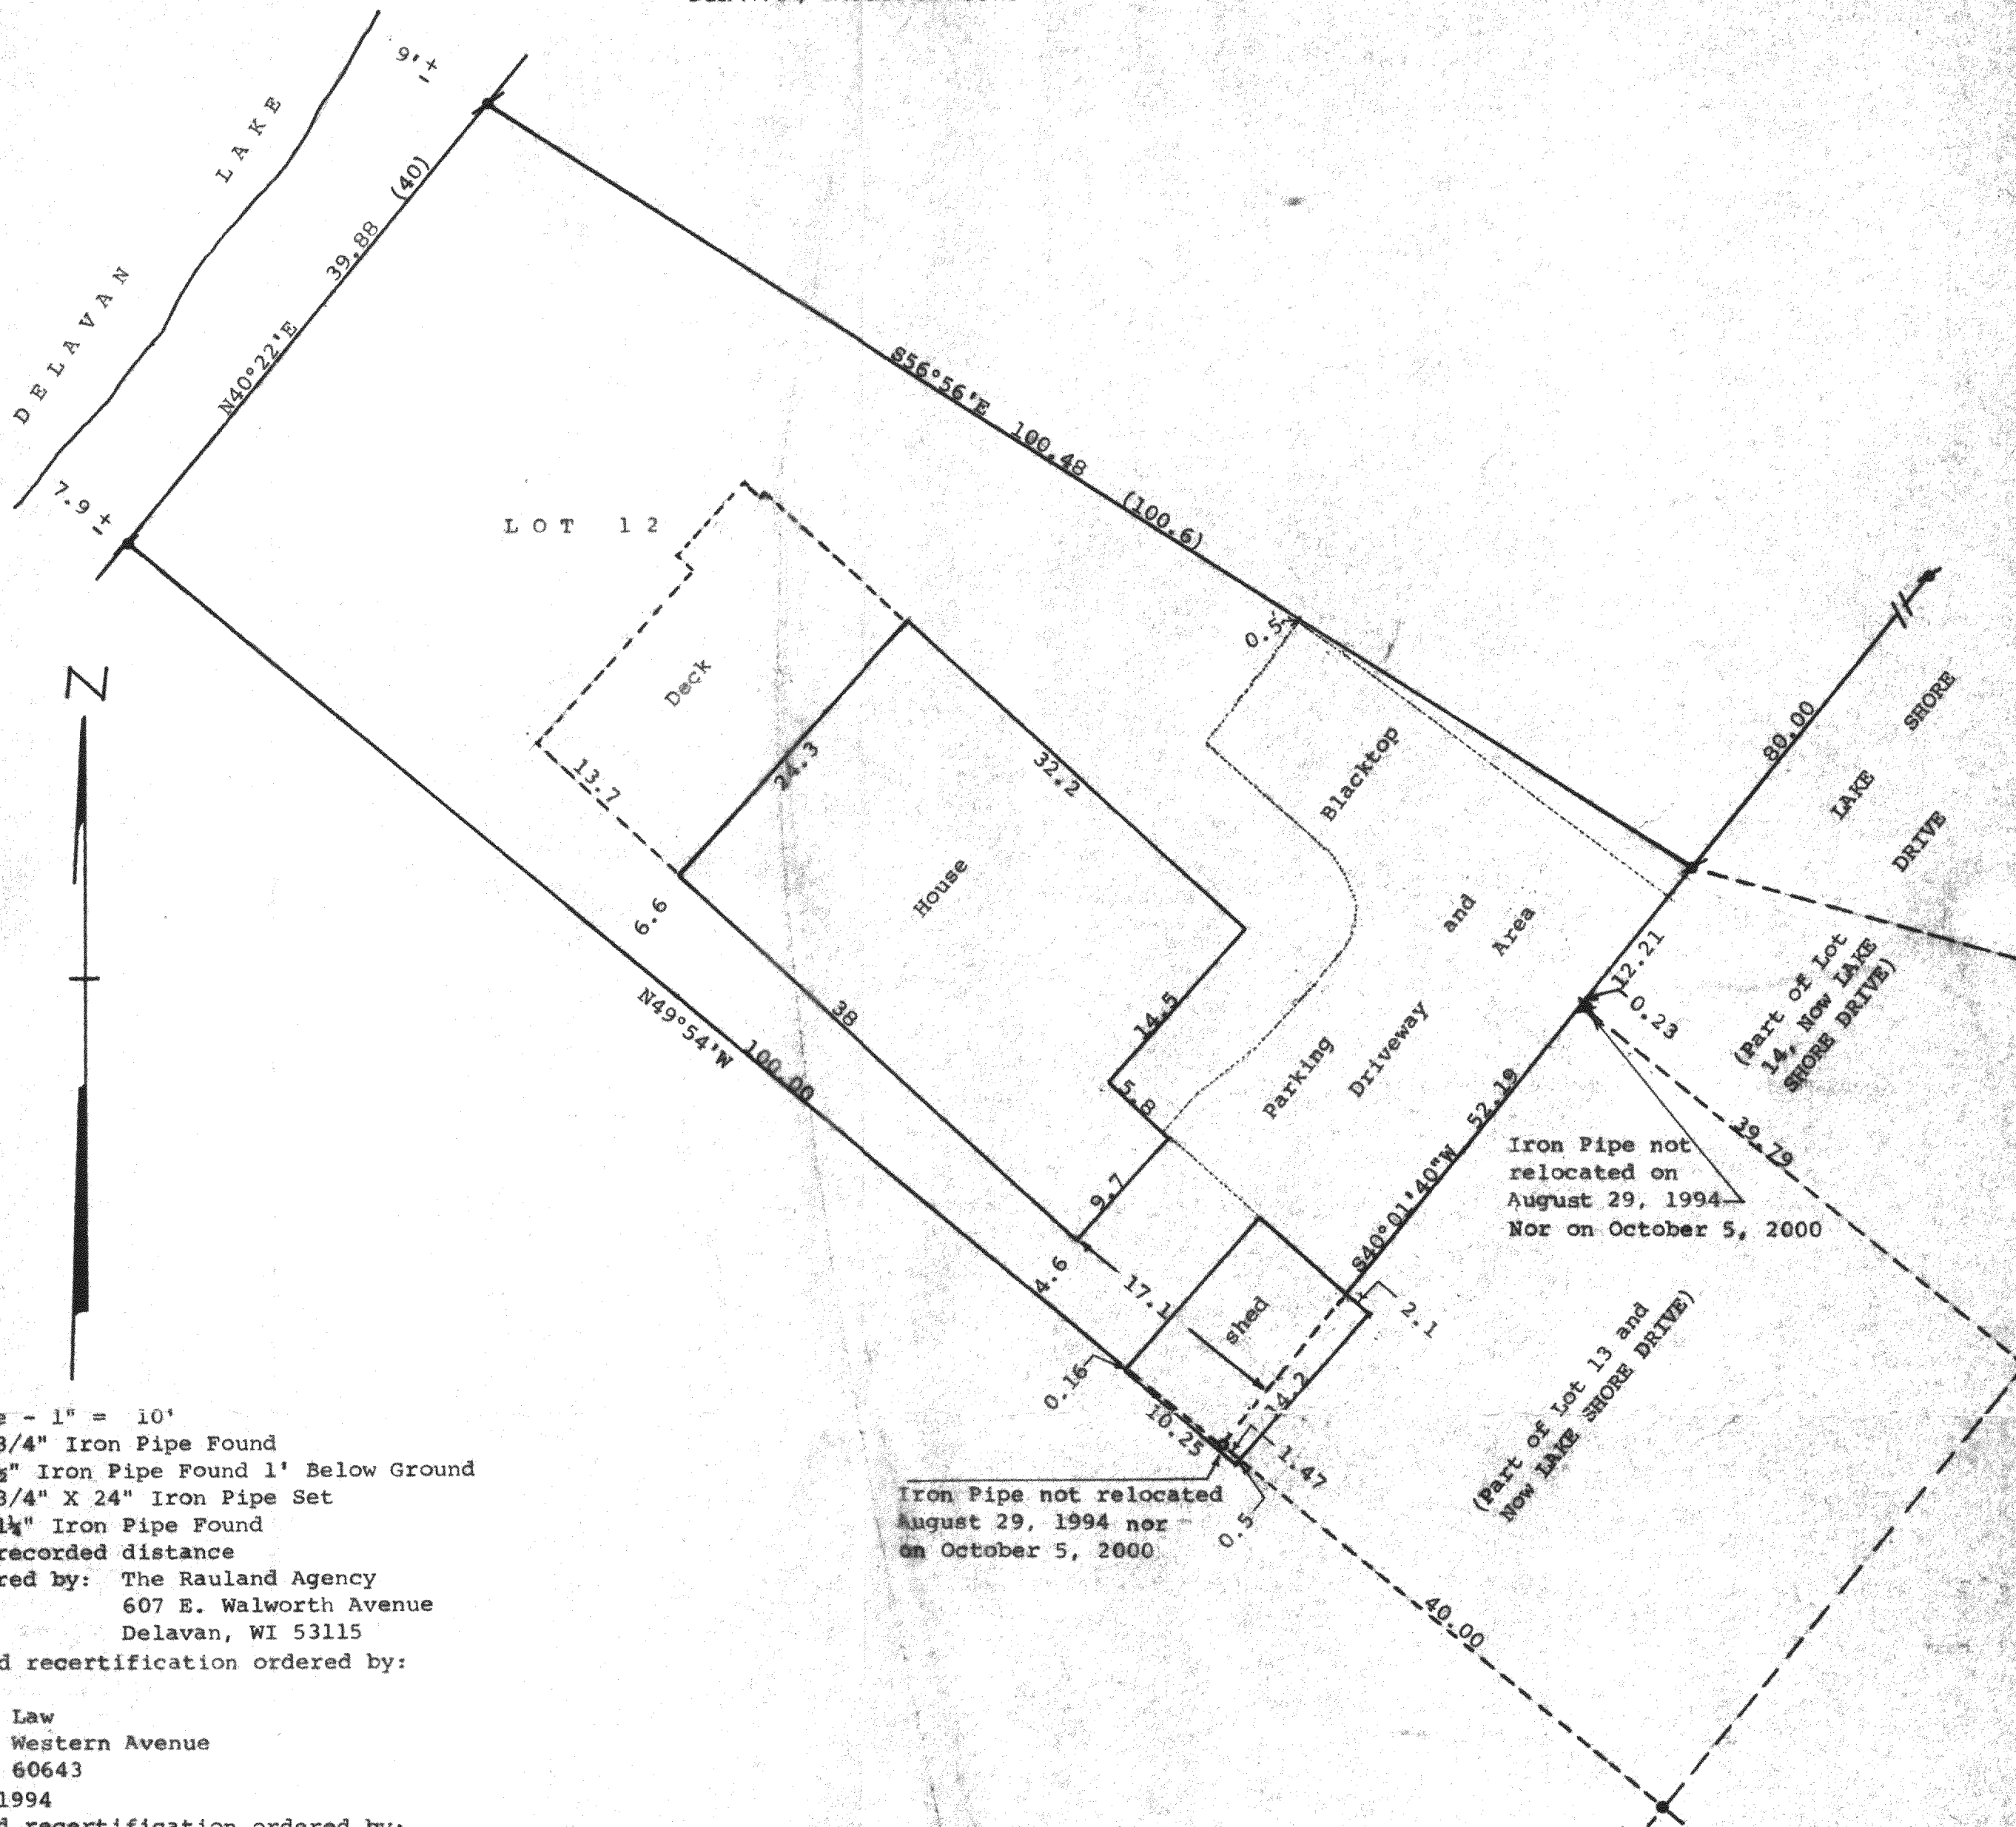 9'±
DELAVAN LAKE
N40°22'E 39.88 (40)
7.9±
S56°56'E 100.48 (100.6)
LOT 12
N
Deck
13.7
24.3
32.2
House
6.6
38
14.5
5.8
9.7
4.6
17.1
N49°54'W 100.00
0.5
Blacktop
and
Parking
Area
Driveway
80.00
LAKE SHORE
DRIVE
12.21
0.23
(Part of Lot
14, Now LAKE
SHORE DRIVE)
39.79
S40°01'40"W 52.19
Iron Pipe not
relocated on
August 29, 1994
Nor on October 5, 2000
shed
2.1
14.2
0.16
10.25
1.47
0.5
(Part of Lot 13 and
Now LAKE SHORE DRIVE)
40.00
Iron Pipe not relocated
August 29, 1994 nor
on October 5, 2000
e - 1" = 10'
3/4" Iron Pipe Found
½" Iron Pipe Found 1' Below Ground
3/4" X 24" Iron Pipe Set
Iron Pipe Found
recorded distance
red by: The Rauland Agency
607 E. Walworth Avenue
Delavan, WI 53115
d recertification ordered by:
Law
Western Avenue
60643
1994
d recertification ordered by: